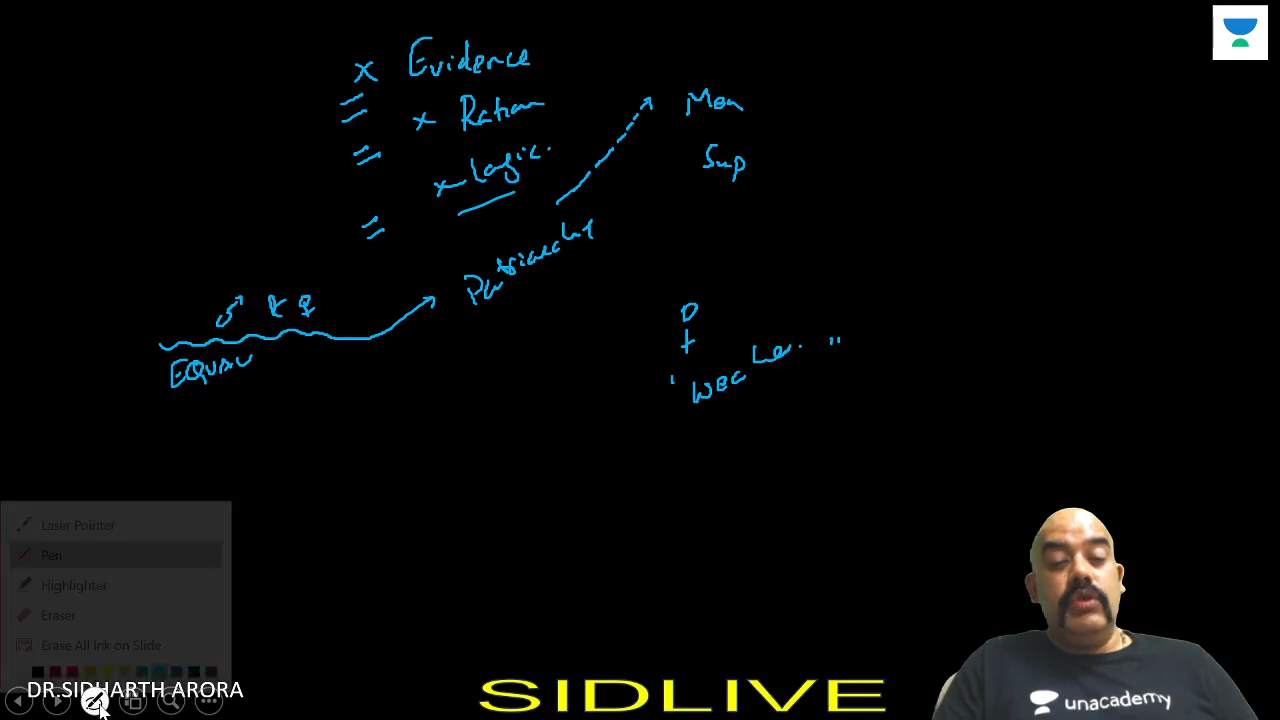 x Evidence
x Ration
x Logic.
Men
Sup
Patriarchy
♂ & ♀
EQUAL
"
Laser Pointer
Pen
Highlighter
Eraser
Erase All Ink on Slide
DR.SIDHARTH ARORA
SIDLIVE
unacademy